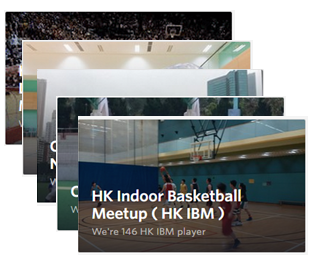 HK Indoor Basketball
Meetup ( HK IBM )
We're 146 HK IBM player